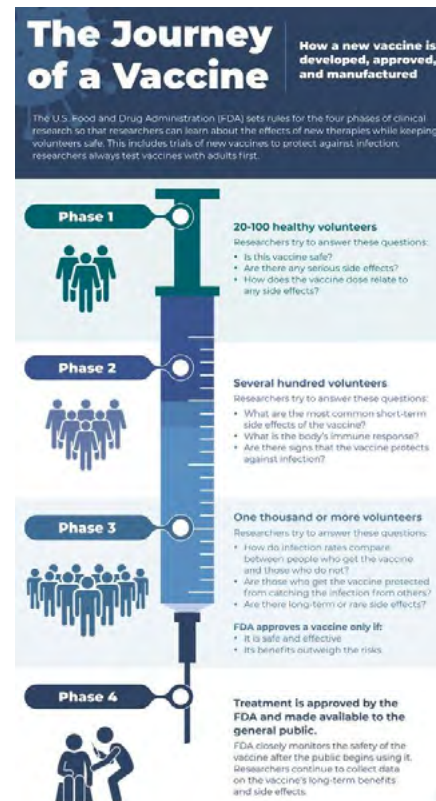 The Journey
of a Vaccine
How a new vaccine is
developed, approved,
and manufactured
The U.S. Food and Drug Administration (FDA) sets rules for the four phases of clinical
research so that researchers can learn about the effects of new therapies while keeping
volunteers safe. This includes trials of new vaccines to protect against infection;
researchers always test vaccines with adults first.
Phase 1
20-100 healthy volunteers
Researchers try to answer these questions:
• Is this vaccine safe?
• Are there any serious side effects?
• How does the vaccine dose relate to
any side effects?
Phase 2
Several hundred volunteers
Researchers try to answer these questions:
• What are the most common short-term
side effects of the vaccine?
• What is the body's immune response?
• Are there signs that the vaccine protects
against infection?
Phase 3
One thousand or more volunteers
Researchers try to answer these questions:
• How do infection rates compare
between people who get the vaccine
and those who do not?
• Are those who get the vaccine protected
from catching the infection from others?
• Are there long-term or rare side effects?
FDA approves a vaccine only if:
• It is safe and effective
• Its benefits outweigh the risks
Phase 4
Treatment is approved by the
FDA and made available to the
general public.
FDA closely monitors the safety of the
vaccine after the public begins using it.
Researchers continue to collect data
on the vaccine's long-term benefits
and side effects.